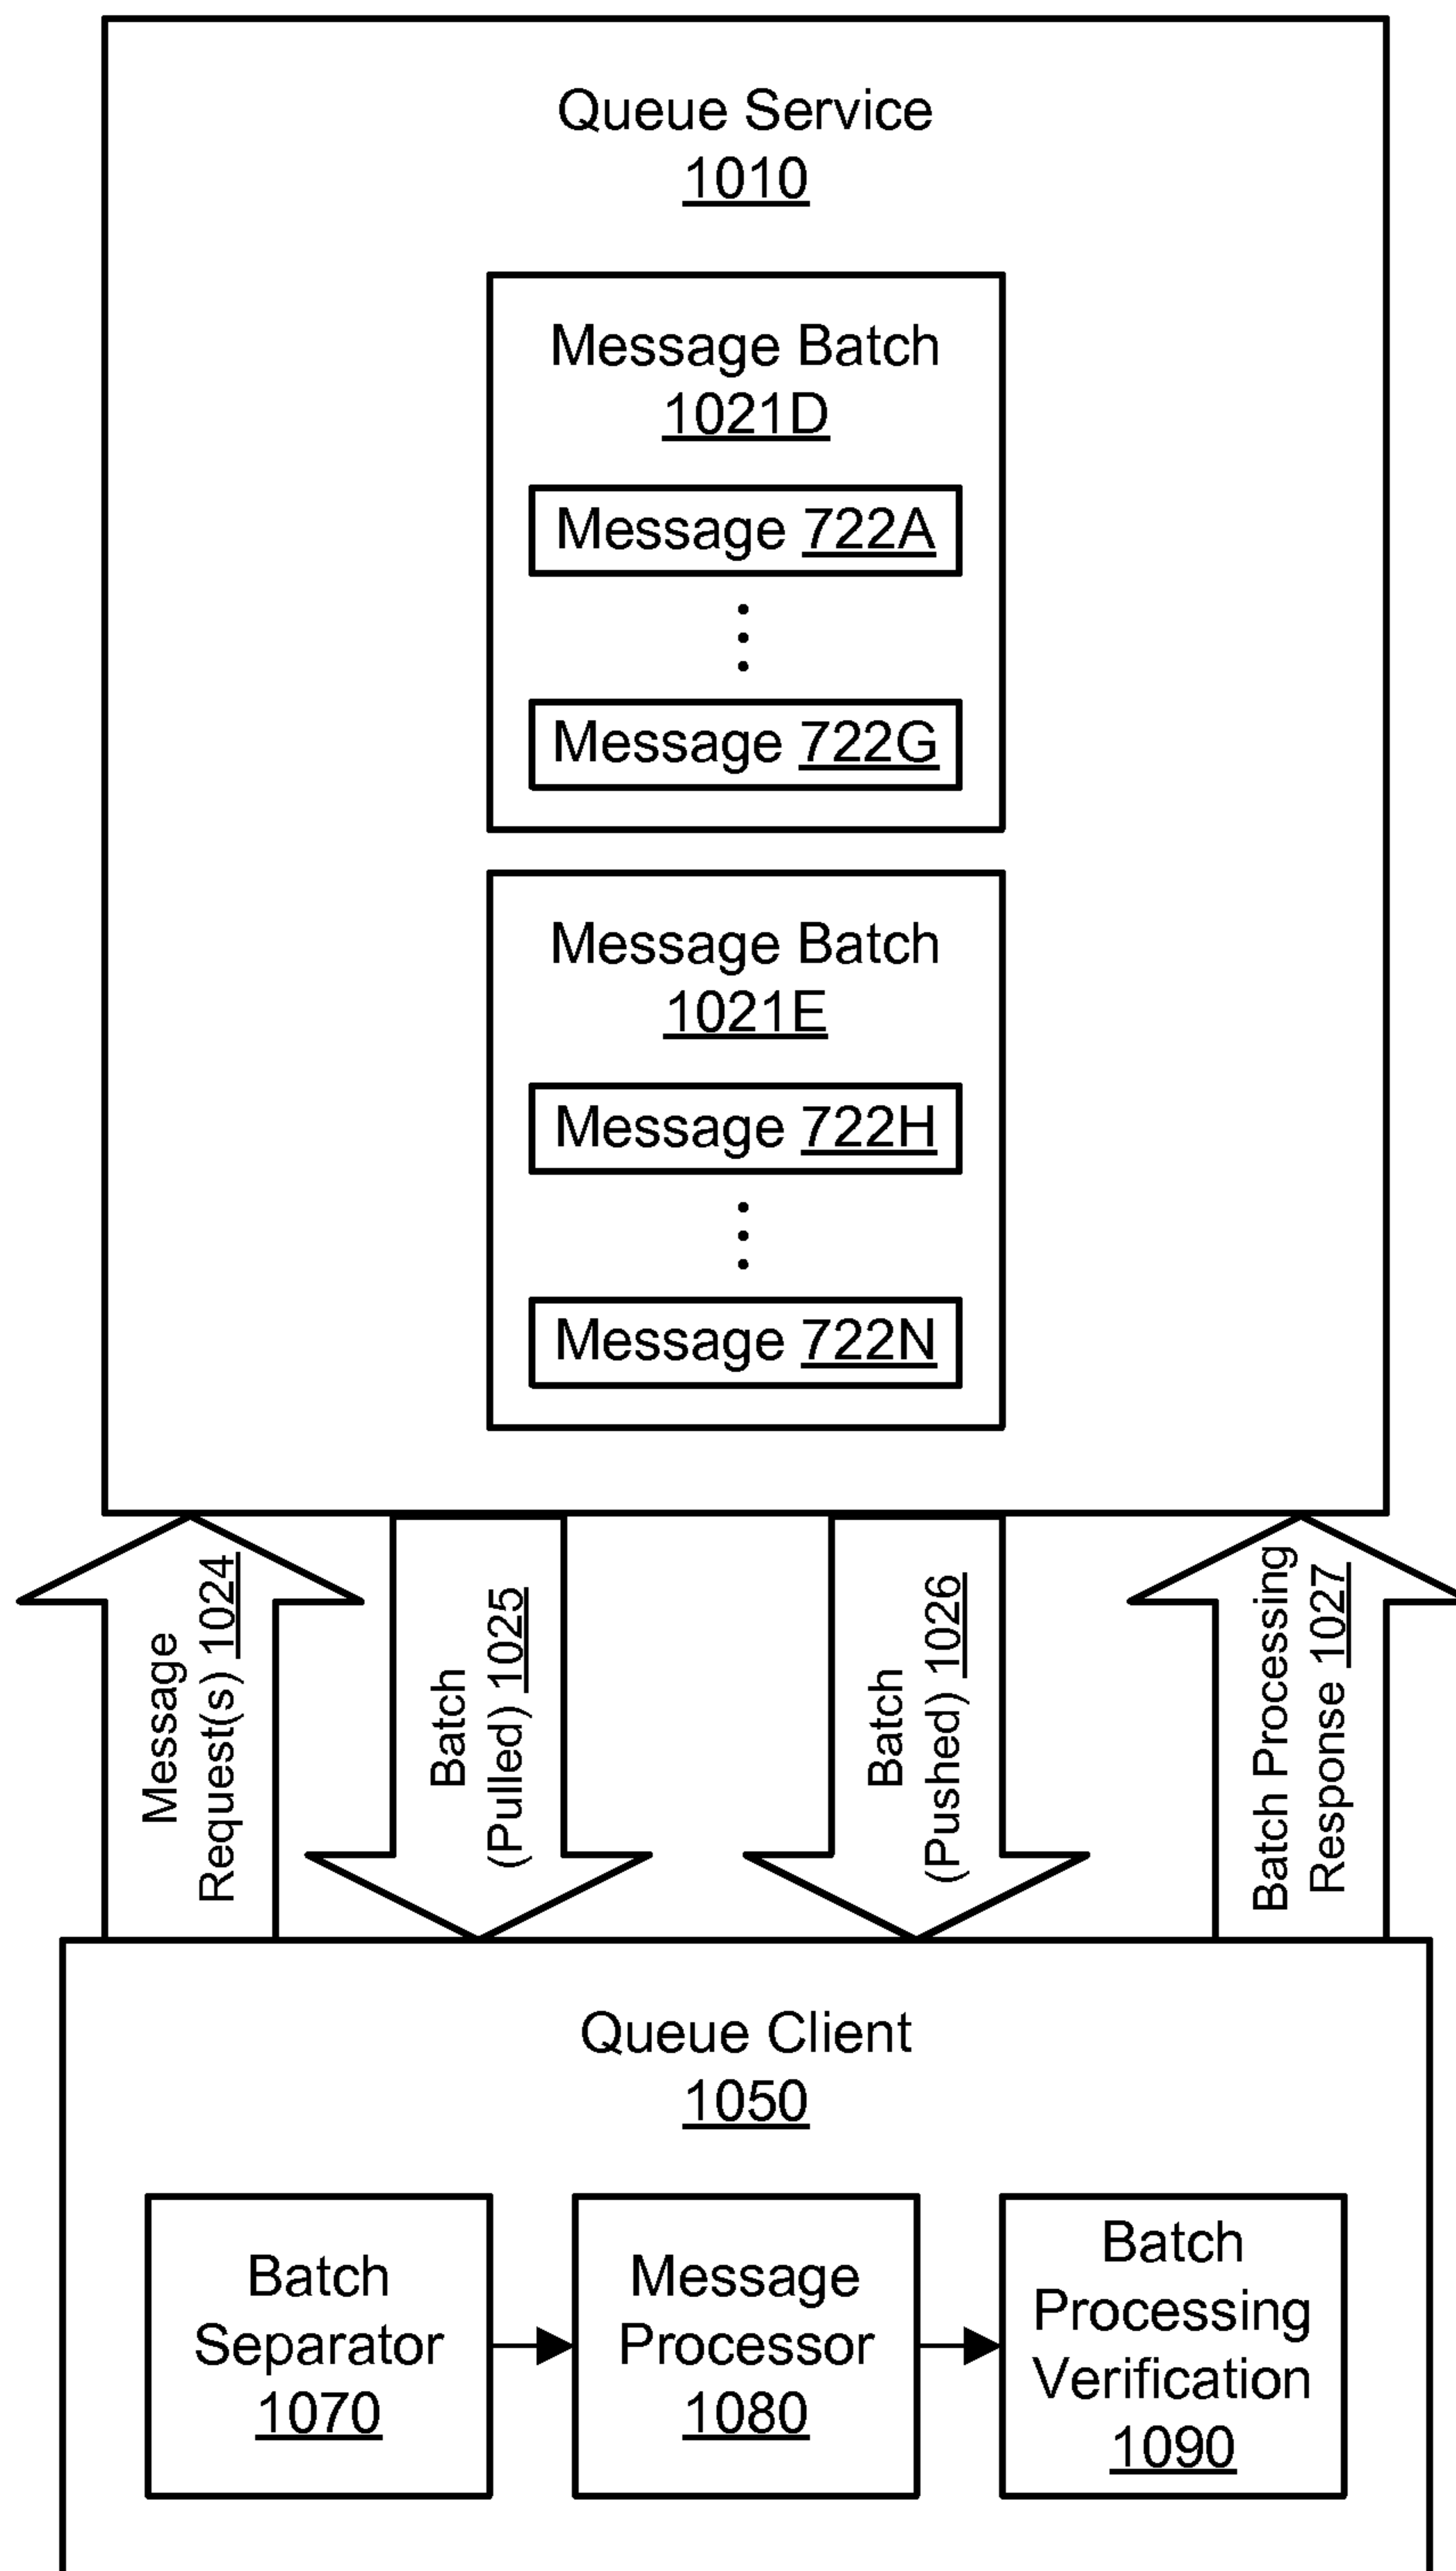 Queue Service
1010
Message Batch
1021D
Message 722A
Message 722G
Message Batch
1021E
Message 722H
Message 722N
Message
Request(s) 1024
Batch
(Pulled) 1025
Batch
(Pushed) 1026
Batch Processing
Response 1027
Queue Client
1050
Batch
Separator
1070
Message
Processor
1080
Batch
Processing
Verification
1090